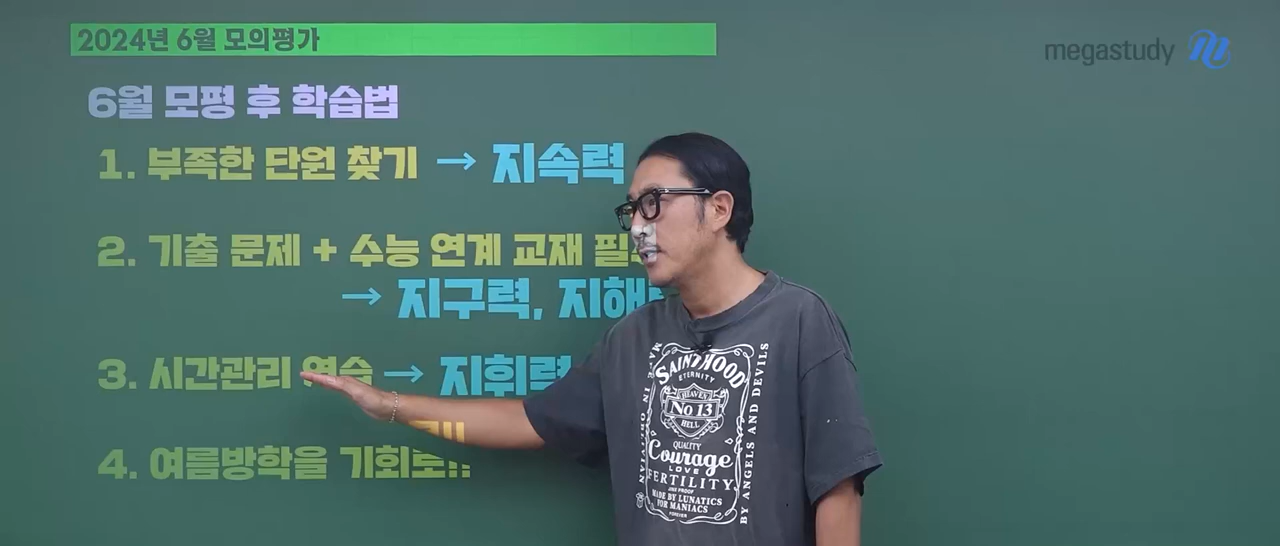 2024년 6월 모의평가
megastudy
6월 모평 후 학습법
1. 부족한 단원 찾기 → 지속력
2. 기출 문제 + 수능 연계 교재
→ 지구력,
3. 시간관리 연습 → 지휘력
4. 여름방학을 기회로!!
SAINTHOOD
ETERNITY
HEAVEN
No 13
HELL
QUALITY
Courage
LOVE
FERTILITY
MADE BY LUNATICS
FOR MANIACS
FOREVER
BY ANGELS AND DEVILS